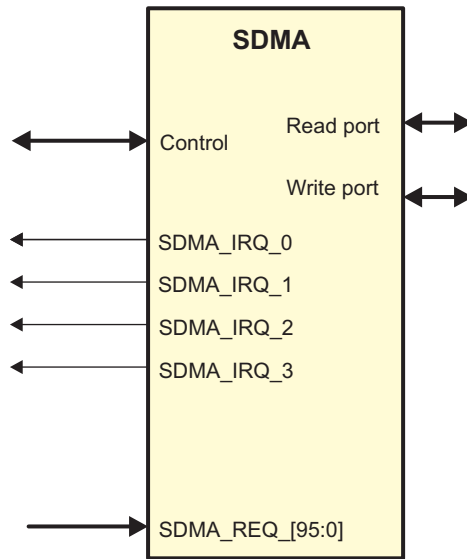 SDMA
Read port
Control
Write port
SDMA_IRQ_0
SDMA_IRQ_1
SDMA_IRQ_2
SDMA_IRQ_3
SDMA_REQ_[95:0]